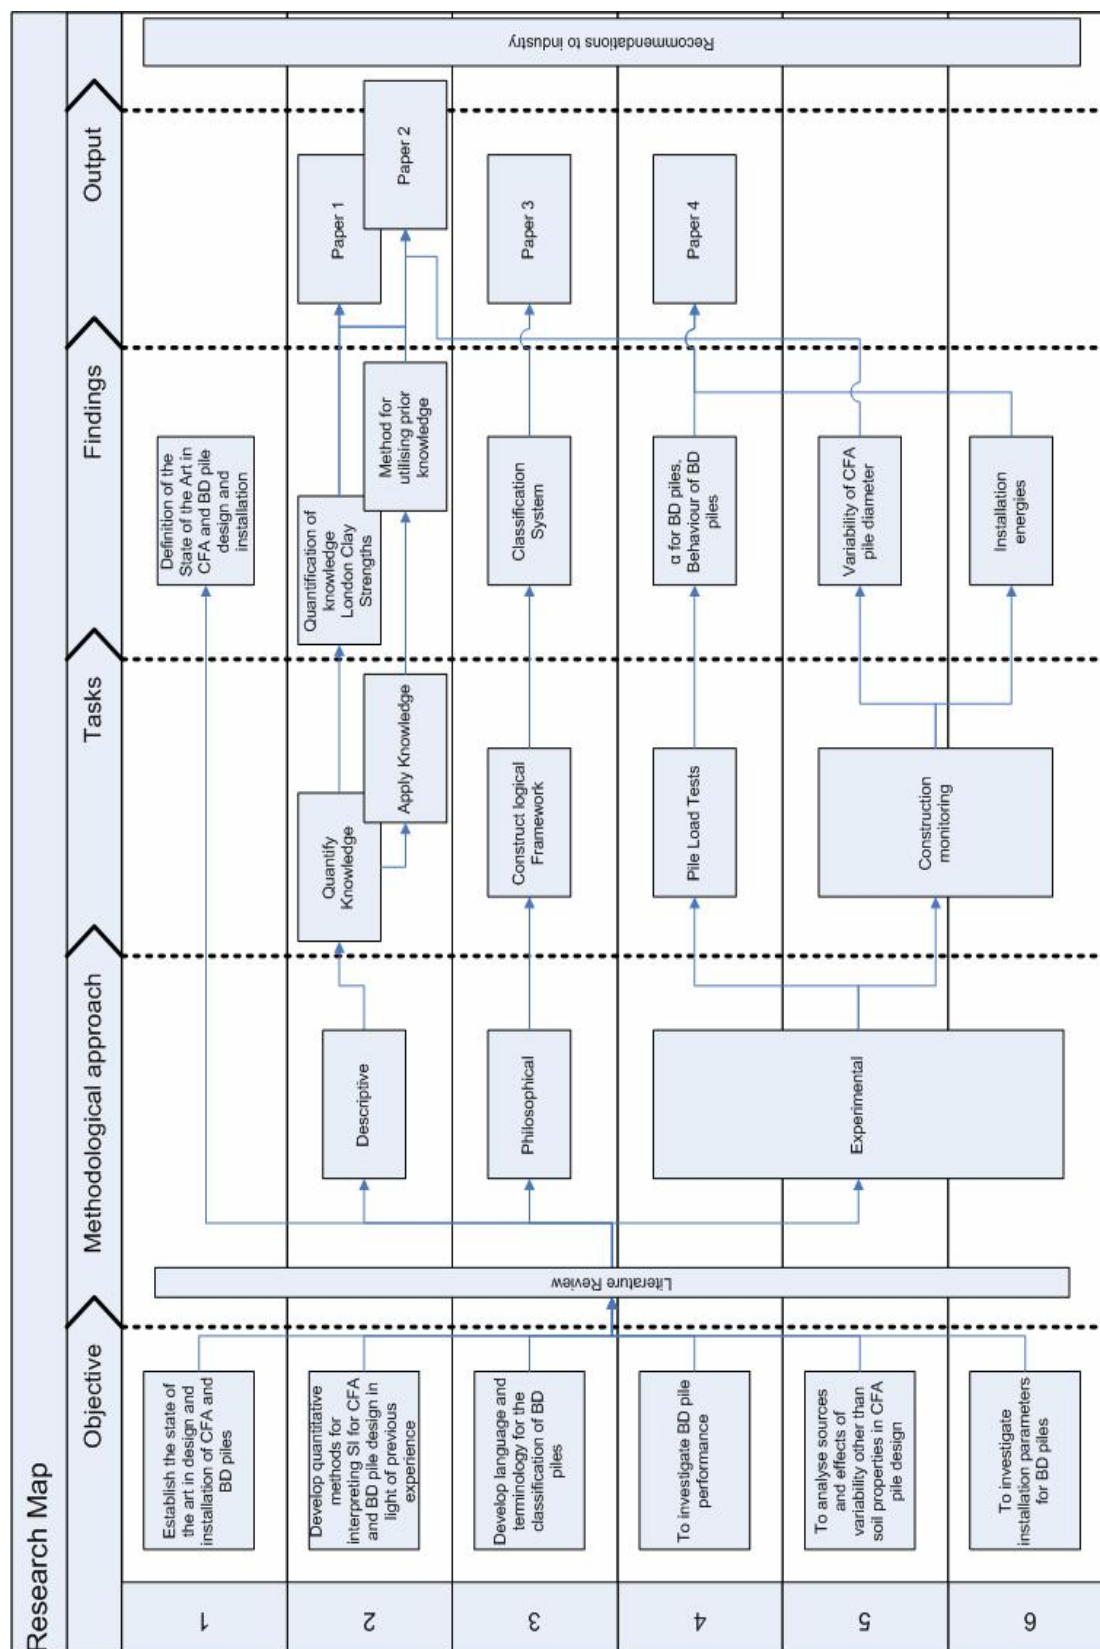 Research Map
Objective
Methodological approach
Tasks
Findings
Output
1
Establish the state of
the art in design and
installation of CFA and
BD piles
Definition of the
State of the Art in
CFA and BD pile
design and
installation
2
Develop quantitative
methods for
interpreting SI for CFA
and BD pile design in
light of previous
experience
Descriptive
Quantify
Knowledge
Apply Knowledge
Quantification of
knowledge
London Clay
Strengths
Method for
utilising prior
knowledge
Paper 1
Paper 2
3
Develop language and
terminology for the
classification of BD
piles
Philosophical
Construct logical
Framework
Classification
System
Paper 3
4
To investigate BD pile
performance
Experimental
Pile Load Tests
α for BD piles.
Behaviour of BD
piles
Paper 4
5
To analyse sources
and effects of
variability other than
soil properties in CFA
pile design
Construction
monitoring
Variability of CFA
pile diameter
6
To investigate
installation parameters
for BD piles
Installation
energies
Literature Review
Recommendations to industry